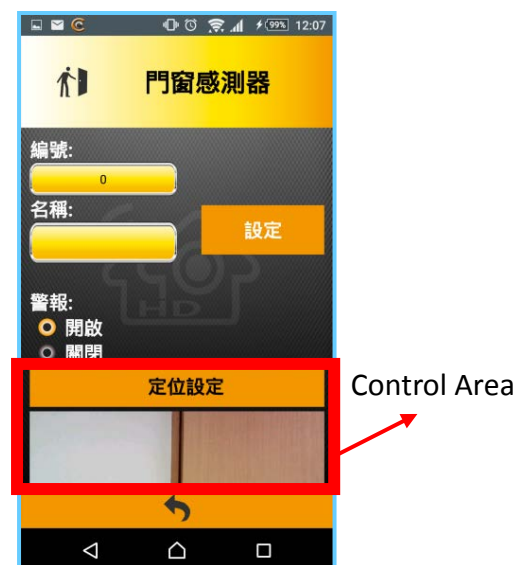 99% 12:07
門窗感測器
編號:
0
名稱:
設定
HD
警報:
開啟
關閉
定位設定
Control Area